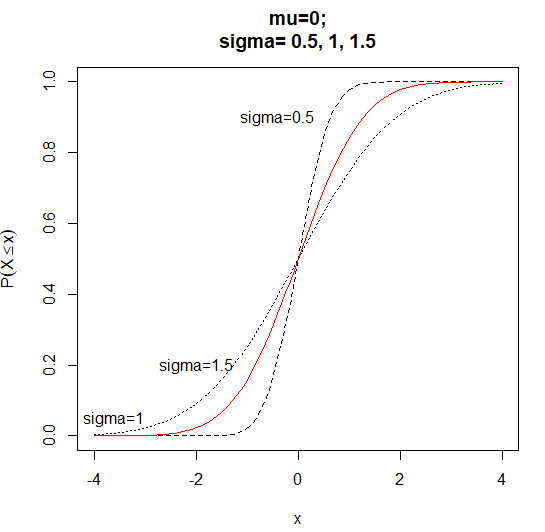 mu=0;
sigma= 0.5, 1, 1.5
P(X ≤ x)
1.0
0.8
0.6
0.4
0.2
0.0
sigma=0.5
sigma=1.5
sigma=1
-4 -2 0 2 4
x